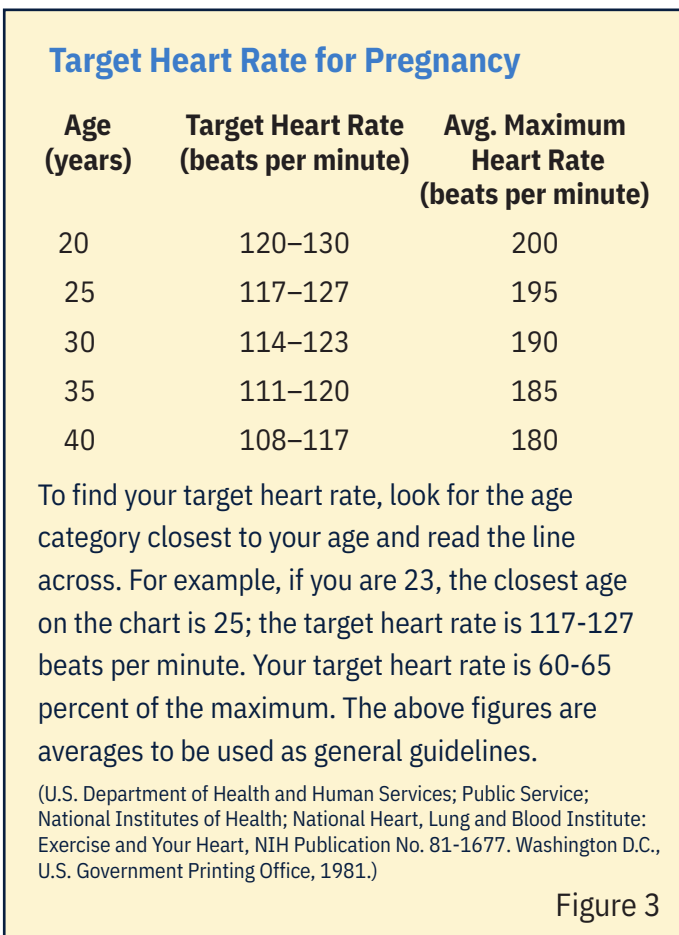 Target Heart Rate for Pregnancy
Age (years) Target Heart Rate (beats per minute) Avg. Maximum Heart Rate (beats per minute)
20 120–130 200
25 117–127 195
30 114–123 190
35 111–120 185
40 108–117 180
To find your target heart rate, look for the age
category closest to your age and read the line
across. For example, if you are 23, the closest age
on the chart is 25; the target heart rate is 117-127
beats per minute. Your target heart rate is 60-65
percent of the maximum. The above figures are
averages to be used as general guidelines.
(U.S. Department of Health and Human Services; Public Service;
National Institutes of Health; National Heart, Lung and Blood Institute:
Exercise and Your Heart, NIH Publication No. 81-1677. Washington D.C.,
U.S. Government Printing Office, 1981.)
Figure 3